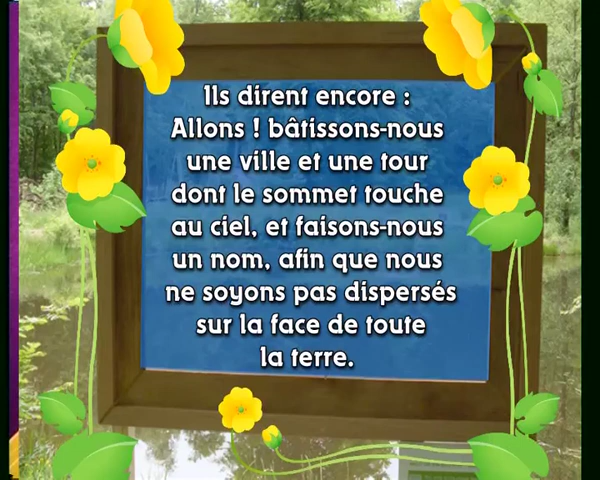 Ils dirent encore :
Allons ! bâtissons-nous
une ville et une tour
dont le sommet touche
au ciel, et faisons-nous
un nom, afin que nous
ne soyons pas dispersés
sur la face de toute
la terre.